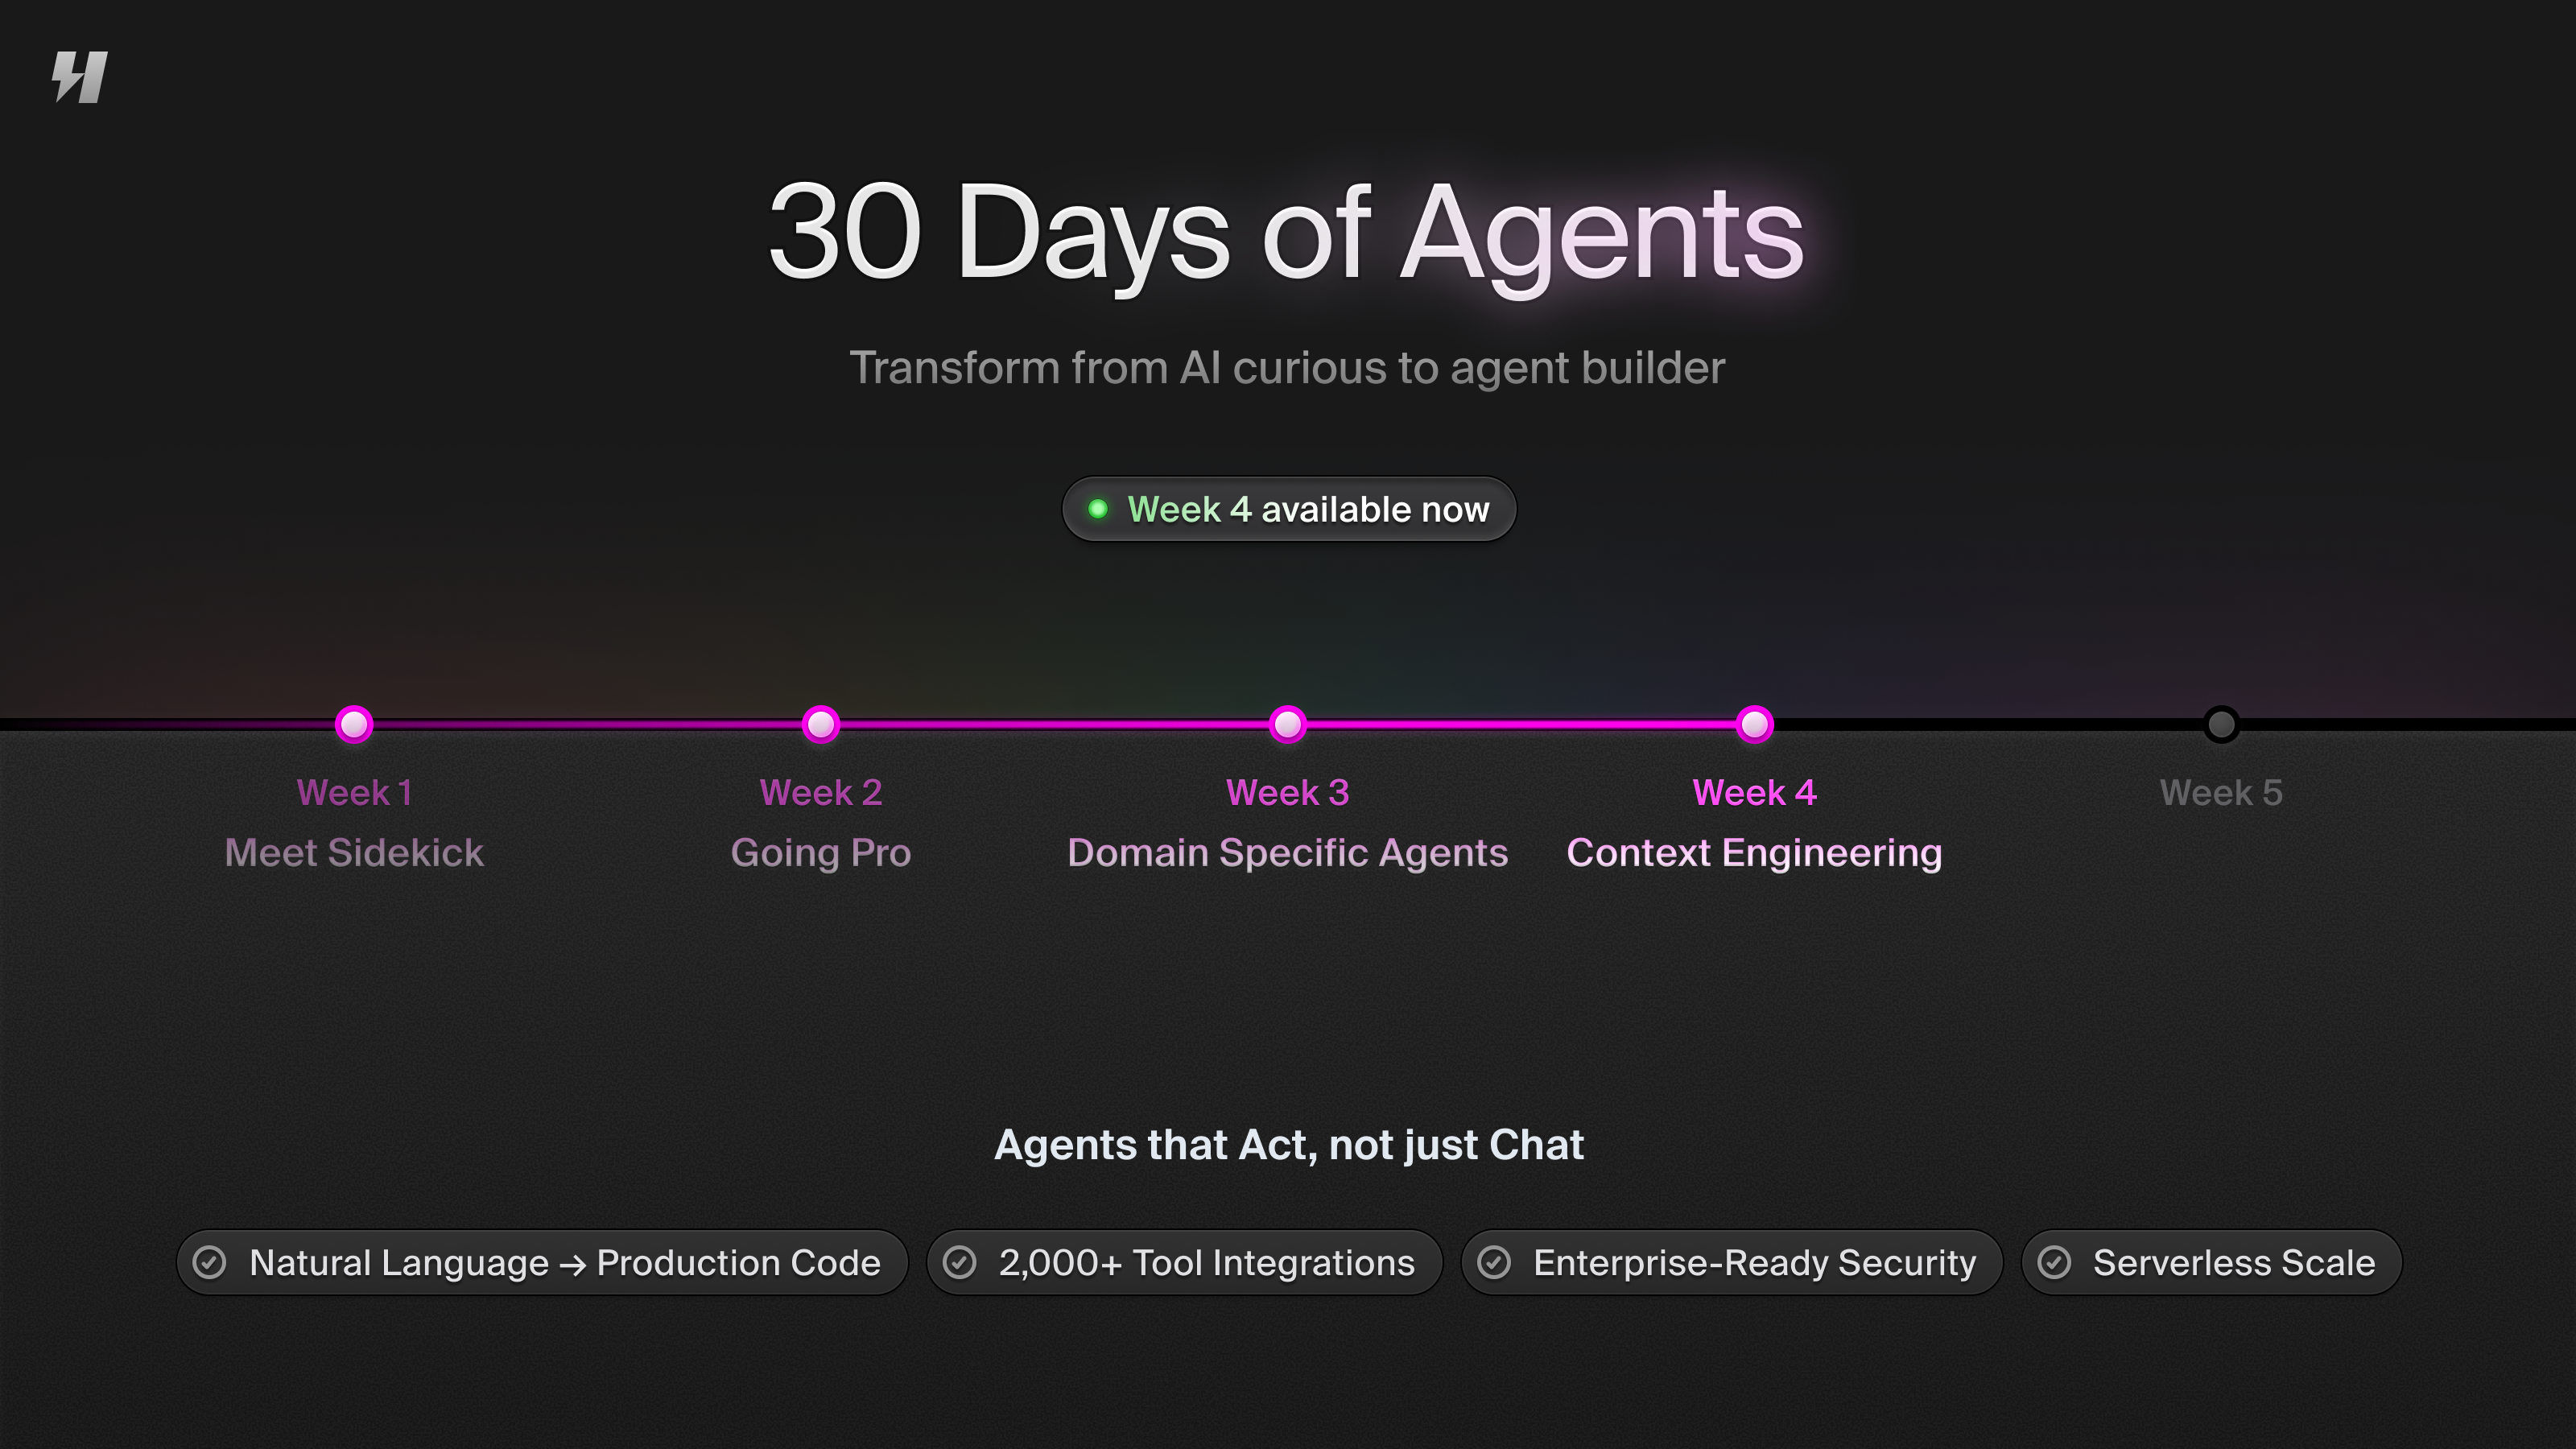 H
30 Days of Agents
Transform from AI curious to agent builder
Week 4 available now
Week 1
Meet Sidekick
Week 2
Going Pro
Week 3
Domain Specific Agents
Week 4
Context Engineering
Week 5
Agents that Act, not just Chat
Natural Language → Production Code
2,000+ Tool Integrations
Enterprise-Ready Security
Serverless Scale